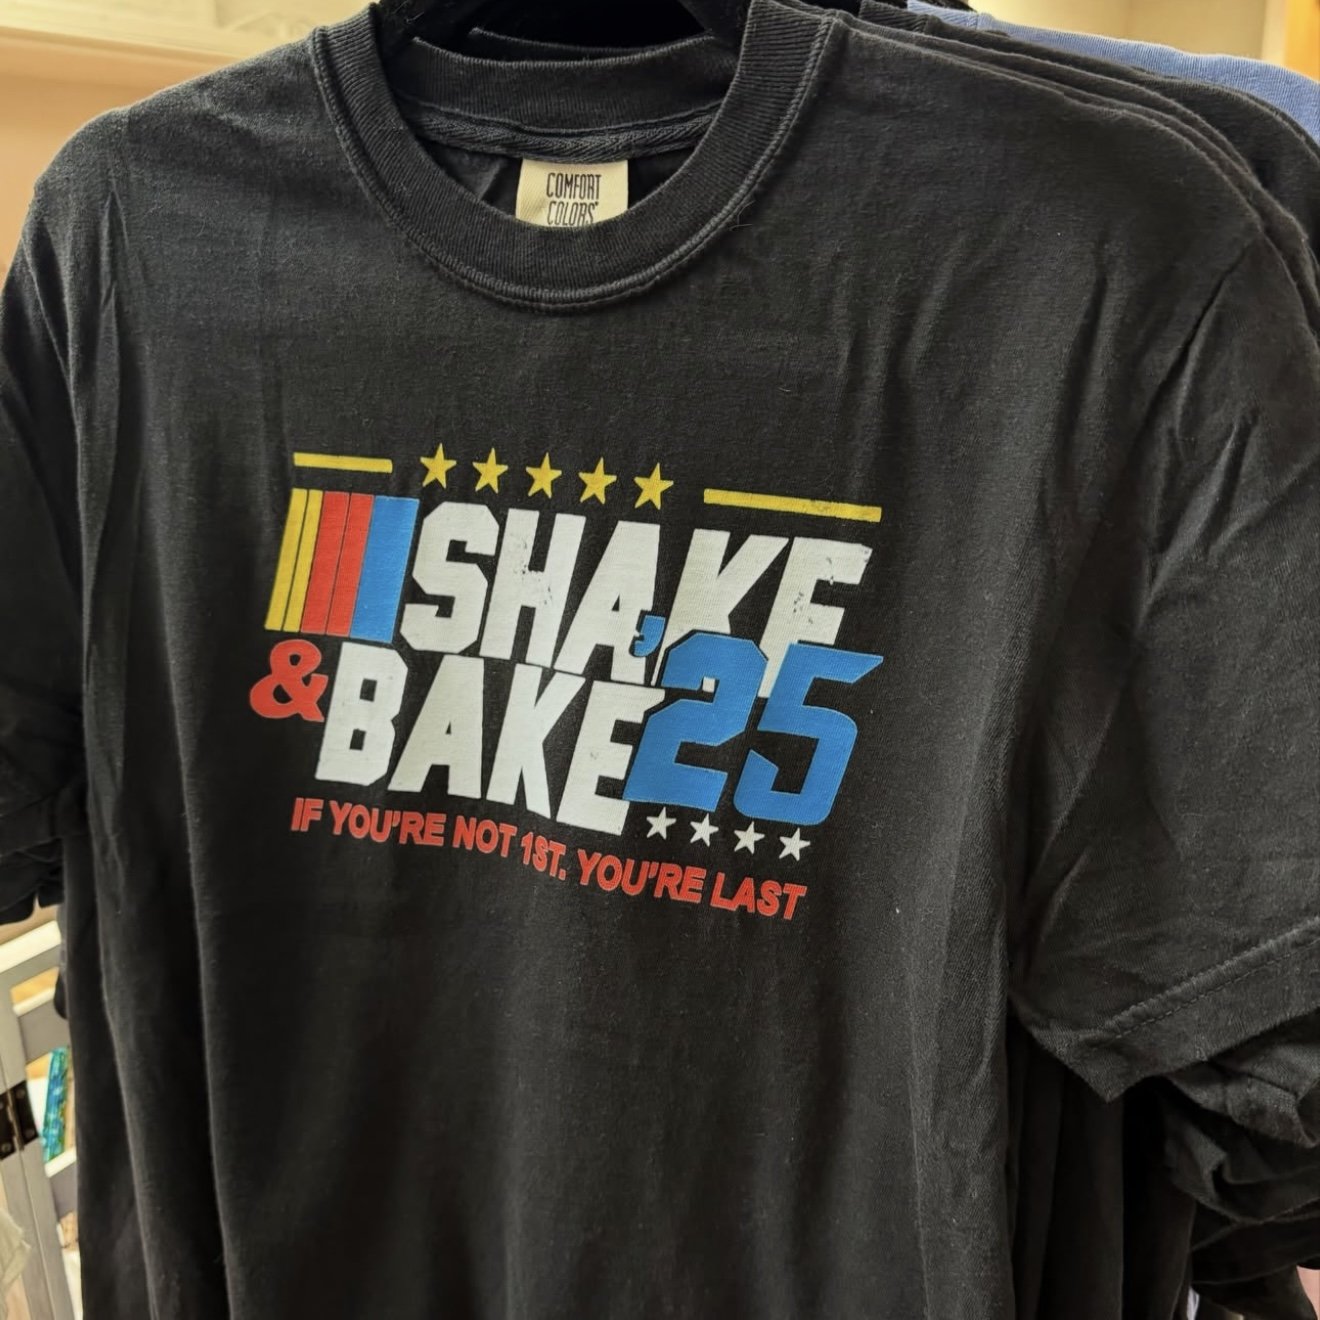 COMFORT
COLORS
SHAKE
& BAKE '25
IF YOU'RE NOT 1ST. YOU'RE LAST